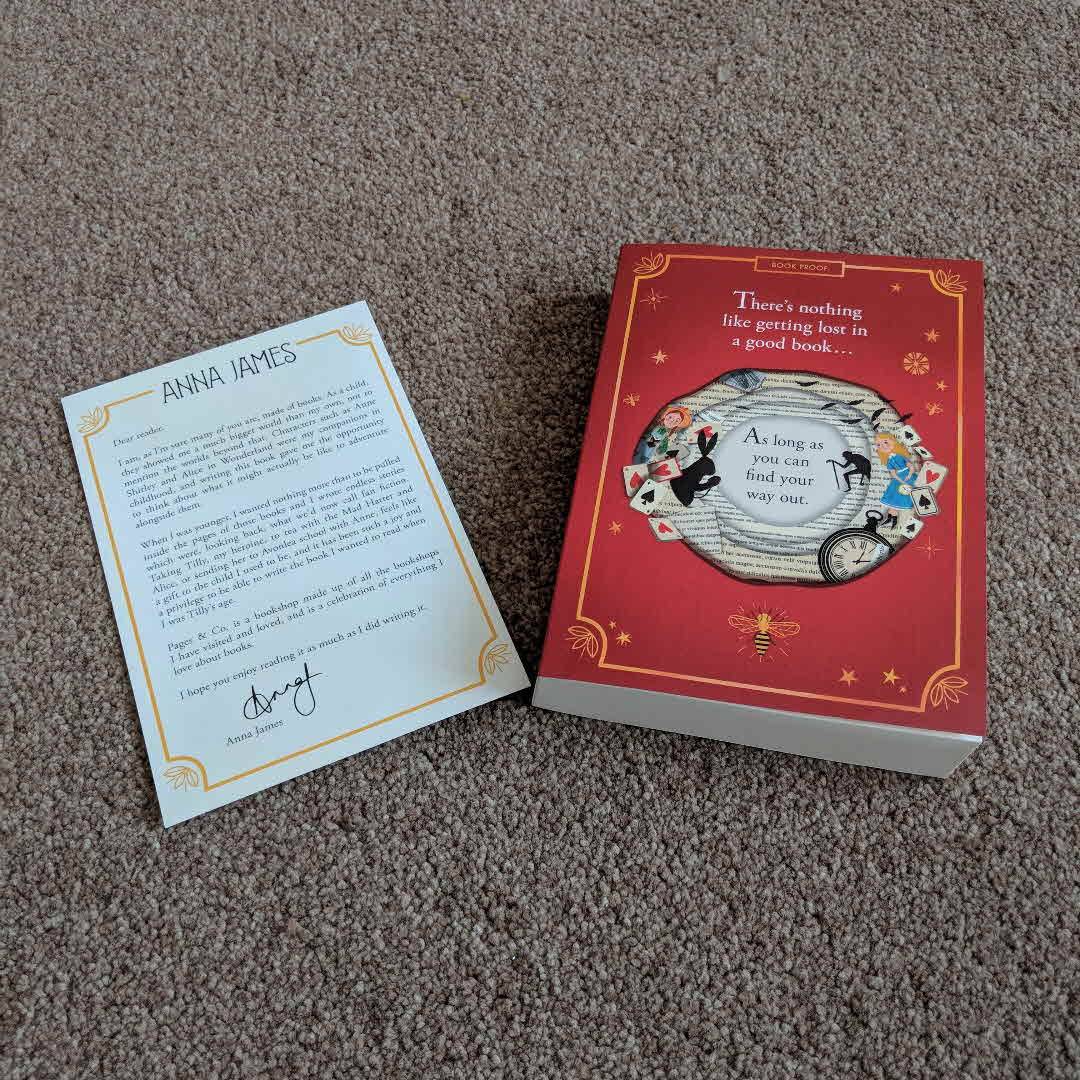 ANNA JAMES
Dear reader,
I am, as I'm sure many of you are, made of books. As a child,
they showed me a much bigger world than my own, not to
mention the worlds beyond that. Characters such as Anne
Shirley and Alice in Wonderland were my companions in
childhood, and writing this book gave me the opportunity
to think about what it might actually be like to adventure
alongside them.
When I was younger, I wanted nothing more than to be pulled
inside the pages of those books and I wrote endless stories
which were, looking back, what we'd now call fan fiction.
Taking Tilly, my heroine, to tea with the Mad Hatter and
Alice, or sending her to Avonlea school with Anne, feels like
a gift to the child I used to be, and it has been such a joy and
a privilege to be able to write the book I wanted to read when
I was Tilly's age.
Pages & Co. is a bookshop made up of all the bookshops
I have visited and loved, and is a celebration of everything I
love about books.
I hope you enjoy reading it as much as I did writing it.
Anna James
BOOK PROOF
There's nothing
like getting lost in
a good book...
As long as
you can
find your
way out.